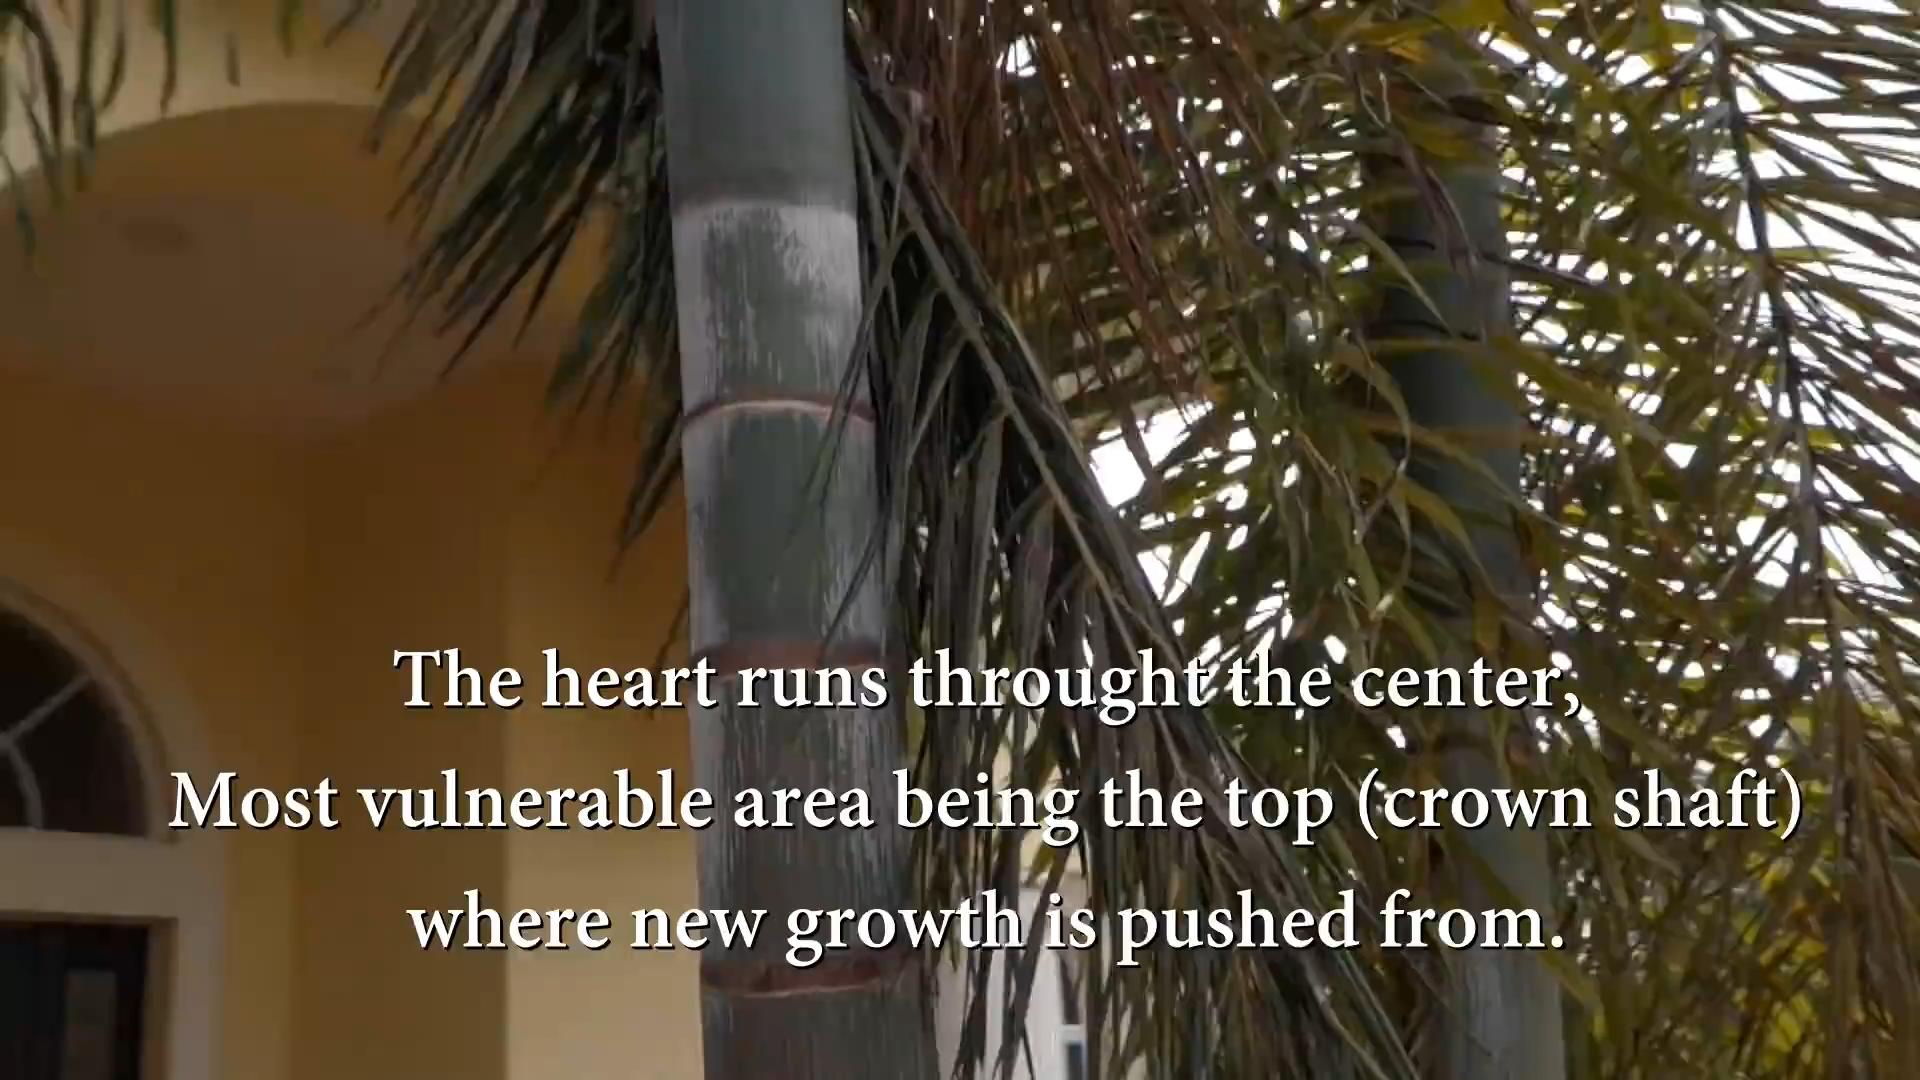 The heart runs throught the center,
Most vulnerable area being the top (crown shaft)
where new growth is pushed from.